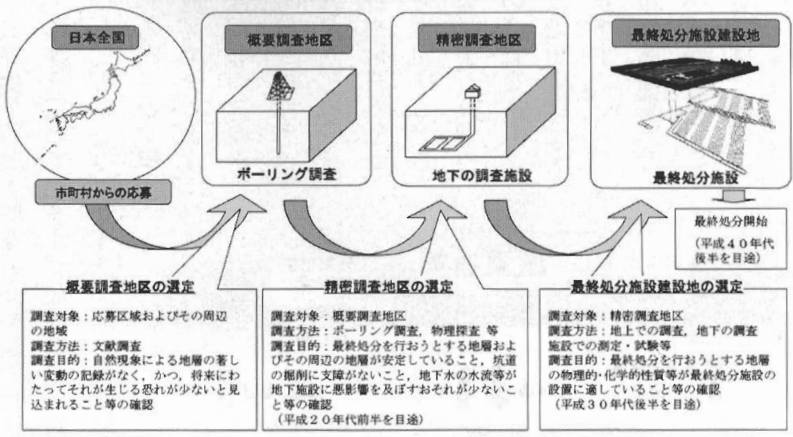 日本全国
市町村からの応募
概要調査地区
ボーリング調査
精密調査地区
地下の調査施設
最終処分施設建設地
最終処分施設
最終処分開始
(平成40年代
後半を目途)
概要調査地区の選定
調査対象:応募区域およびその周辺
の地域
調査方法:文献調査
調査目的:自然現象による地層の著し
い変動の記録がなく,かつ,将来にわ
たってそれが生じる恐れが少ないと見
込まれること等の確認
精密調査地区の選定
調査対象:概要調査地区
調査方法:ボーリング調査,物理探査 等
調査目的:最終処分を行おうとする地層お
よびその周辺の地層が安定していること,坑道
の掘削に支障がないこと,地下水の水流等が
地下施設に悪影響を及ぼすおそれが少ないこ
と等の確認
(平成20年代前半を目途)
最終処分施設建設地の選定
調査対象:精密調査地区
調査方法:地上での調査,地下の調査
施設での測定・試験等
調査目的:最終処分を行おうとする地層
の物理的・化学的性質等が最終処分施設の
設置に適していること等の確認
(平成30年代後半を目途)